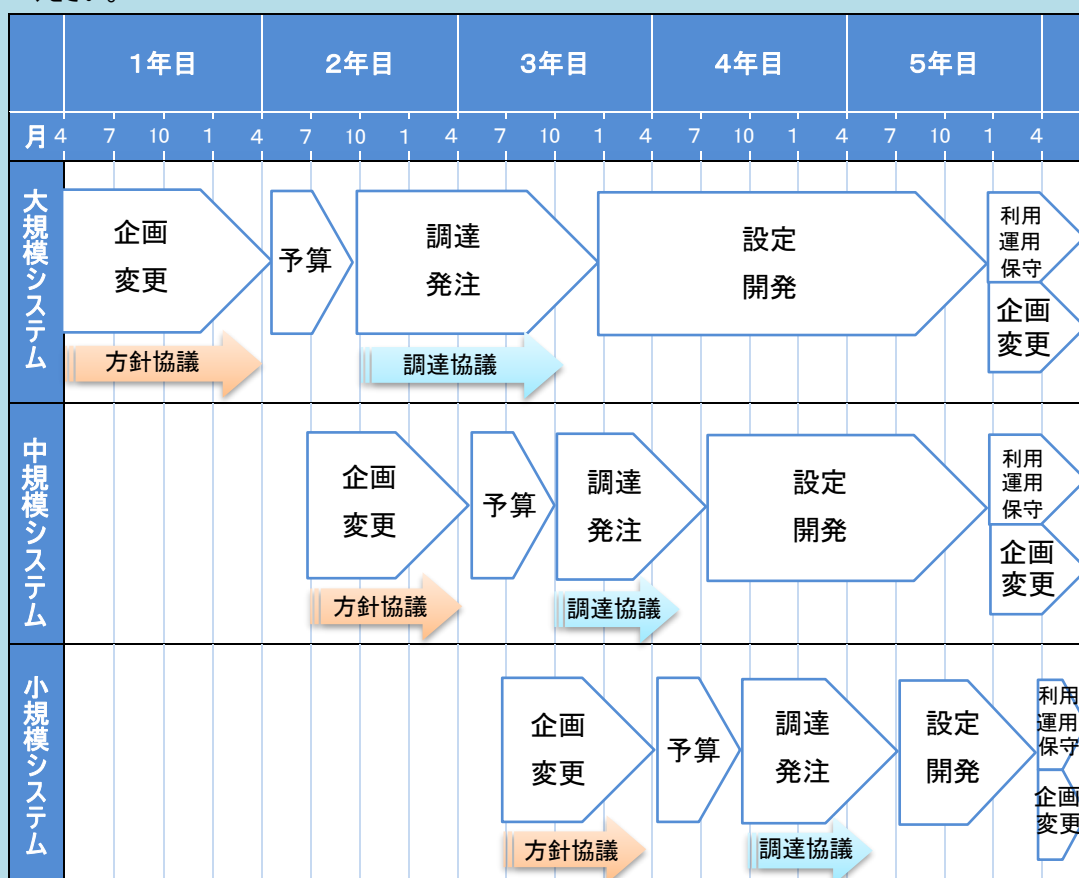 ください。
1年目 2年目 3年目 4年目 5年目
月 4 7 10 1 4 7 10 1 4 7 10 1 4 7 10 1 4 7 10 1 4
大規模システム
企画
変更
予算
調達
発注
設定
開発
利用
運用
保守
企画
変更
方針協議
調達協議
中規模システム
企画
変更
予算
調達
発注
設定
開発
利用
運用
保守
企画
変更
方針協議
調達協議
小規模システム
企画
変更
予算
調達
発注
設定
開発
利用
運用
保守
企画
変更
方針協議
調達協議